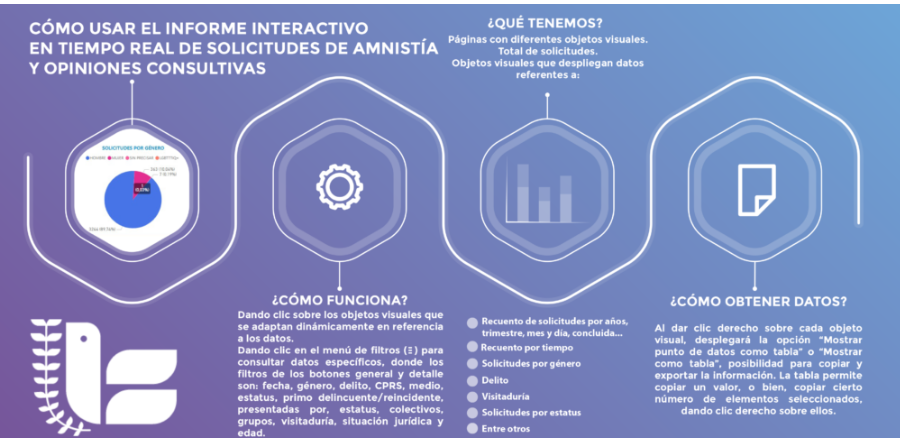 CÓMO USAR EL INFORME INTERACTIVO
EN TIEMPO REAL DE SOLICITUDES DE AMNISTÍA
Y OPINIONES CONSULTIVAS
SOLICITUDES POR GÉNERO
¿CÓMO FUNCIONA?
Dando clic sobre los objetos visuales que
se adaptan dinámicamente en referencia
a los datos.
Dando clic en el menú de filtros (Ξ) para
consultar datos específicos, donde los
filtros de los botones general y detalle
son: fecha, género, delito, CPRS, medio,
estatus, primo delincuente/reincidente,
presentadas por, estatus, colectivos,
grupos, visitaduría, situación jurídica y
edad.
¿QUÉ TENEMOS?
Páginas con diferentes objetos visuales.
Total de solicitudes.
Objetos visuales que despliegan datos
referentes a:
Recuento de solicitudes por años,
trimestre, mes y día, concluida...
Recuento por tiempo
Solicitudes por género
Delito
Visitaduría
Solicitudes por estatus
Entre otros
¿CÓMO OBTENER DATOS?
Al dar clic derecho sobre cada objeto
visual, desplegará la opción "Mostrar
punto de datos como tabla" o "Mostrar
como tabla", posibilidad para copiar y
exportar la información. La tabla permite
copiar un valor, o bien, copiar cierto
número de elementos seleccionados,
dando clic derecho sobre ellos.